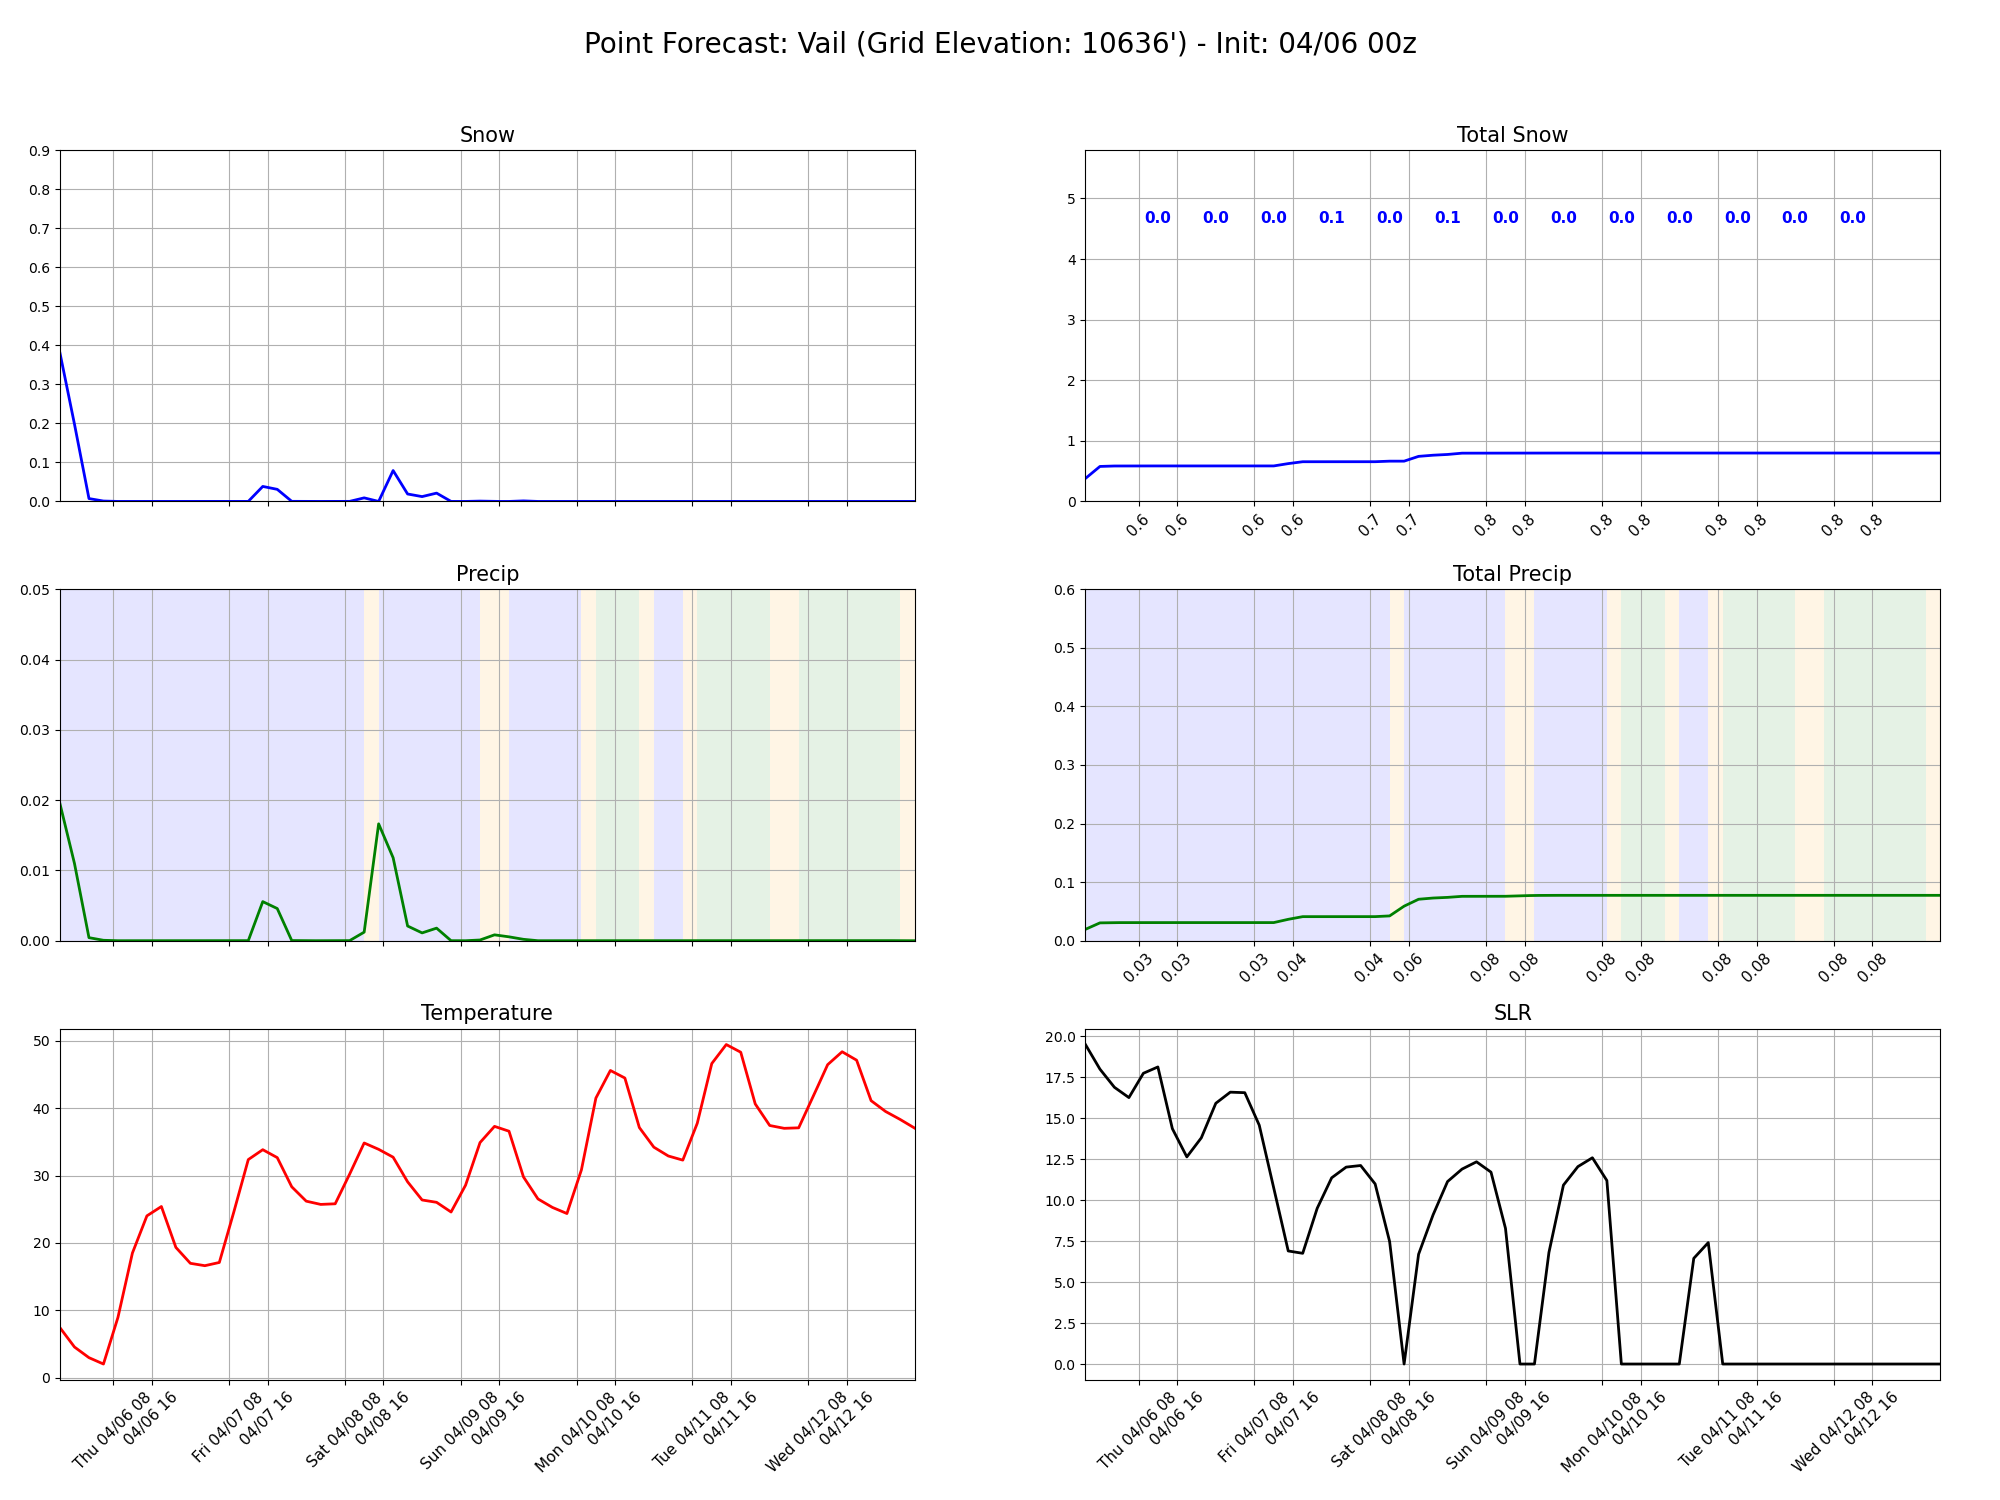 Point Forecast: Vail (Grid Elevation: 10636') - Init: 04/06 00z
Snow
0.9
0.8
0.7
0.6
0.5
0.4
0.3
0.2
0.1
0.0
Total Snow
5
4
3
2
1
0
0.0 0.0 0.0 0.1 0.0 0.1 0.0 0.0 0.0 0.0 0.0 0.0 0.0
0.6 0.6 0.6 0.6 0.7 0.7 0.8 0.8 0.8 0.8 0.8 0.8 0.8 0.8
Precip
0.05
0.04
0.03
0.02
0.01
0.00
Total Precip
0.6
0.5
0.4
0.3
0.2
0.1
0.0
0.03 0.03 0.03 0.04 0.04 0.06 0.08 0.08 0.08 0.08 0.08 0.08 0.08 0.08
Temperature
50
40
30
20
10
0
Thu 04/06 08
04/06 16
Fri 04/07 08
04/07 16
Sat 04/08 08
04/08 16
Sun 04/09 08
04/09 16
Mon 04/10 08
04/10 16
Tue 04/11 08
04/11 16
Wed 04/12 08
04/12 16
SLR
20.0
17.5
15.0
12.5
10.0
7.5
5.0
2.5
0.0
Thu 04/06 08
04/06 16
Fri 04/07 08
04/07 16
Sat 04/08 08
04/08 16
Sun 04/09 08
04/09 16
Mon 04/10 08
04/10 16
Tue 04/11 08
04/11 16
Wed 04/12 08
04/12 16